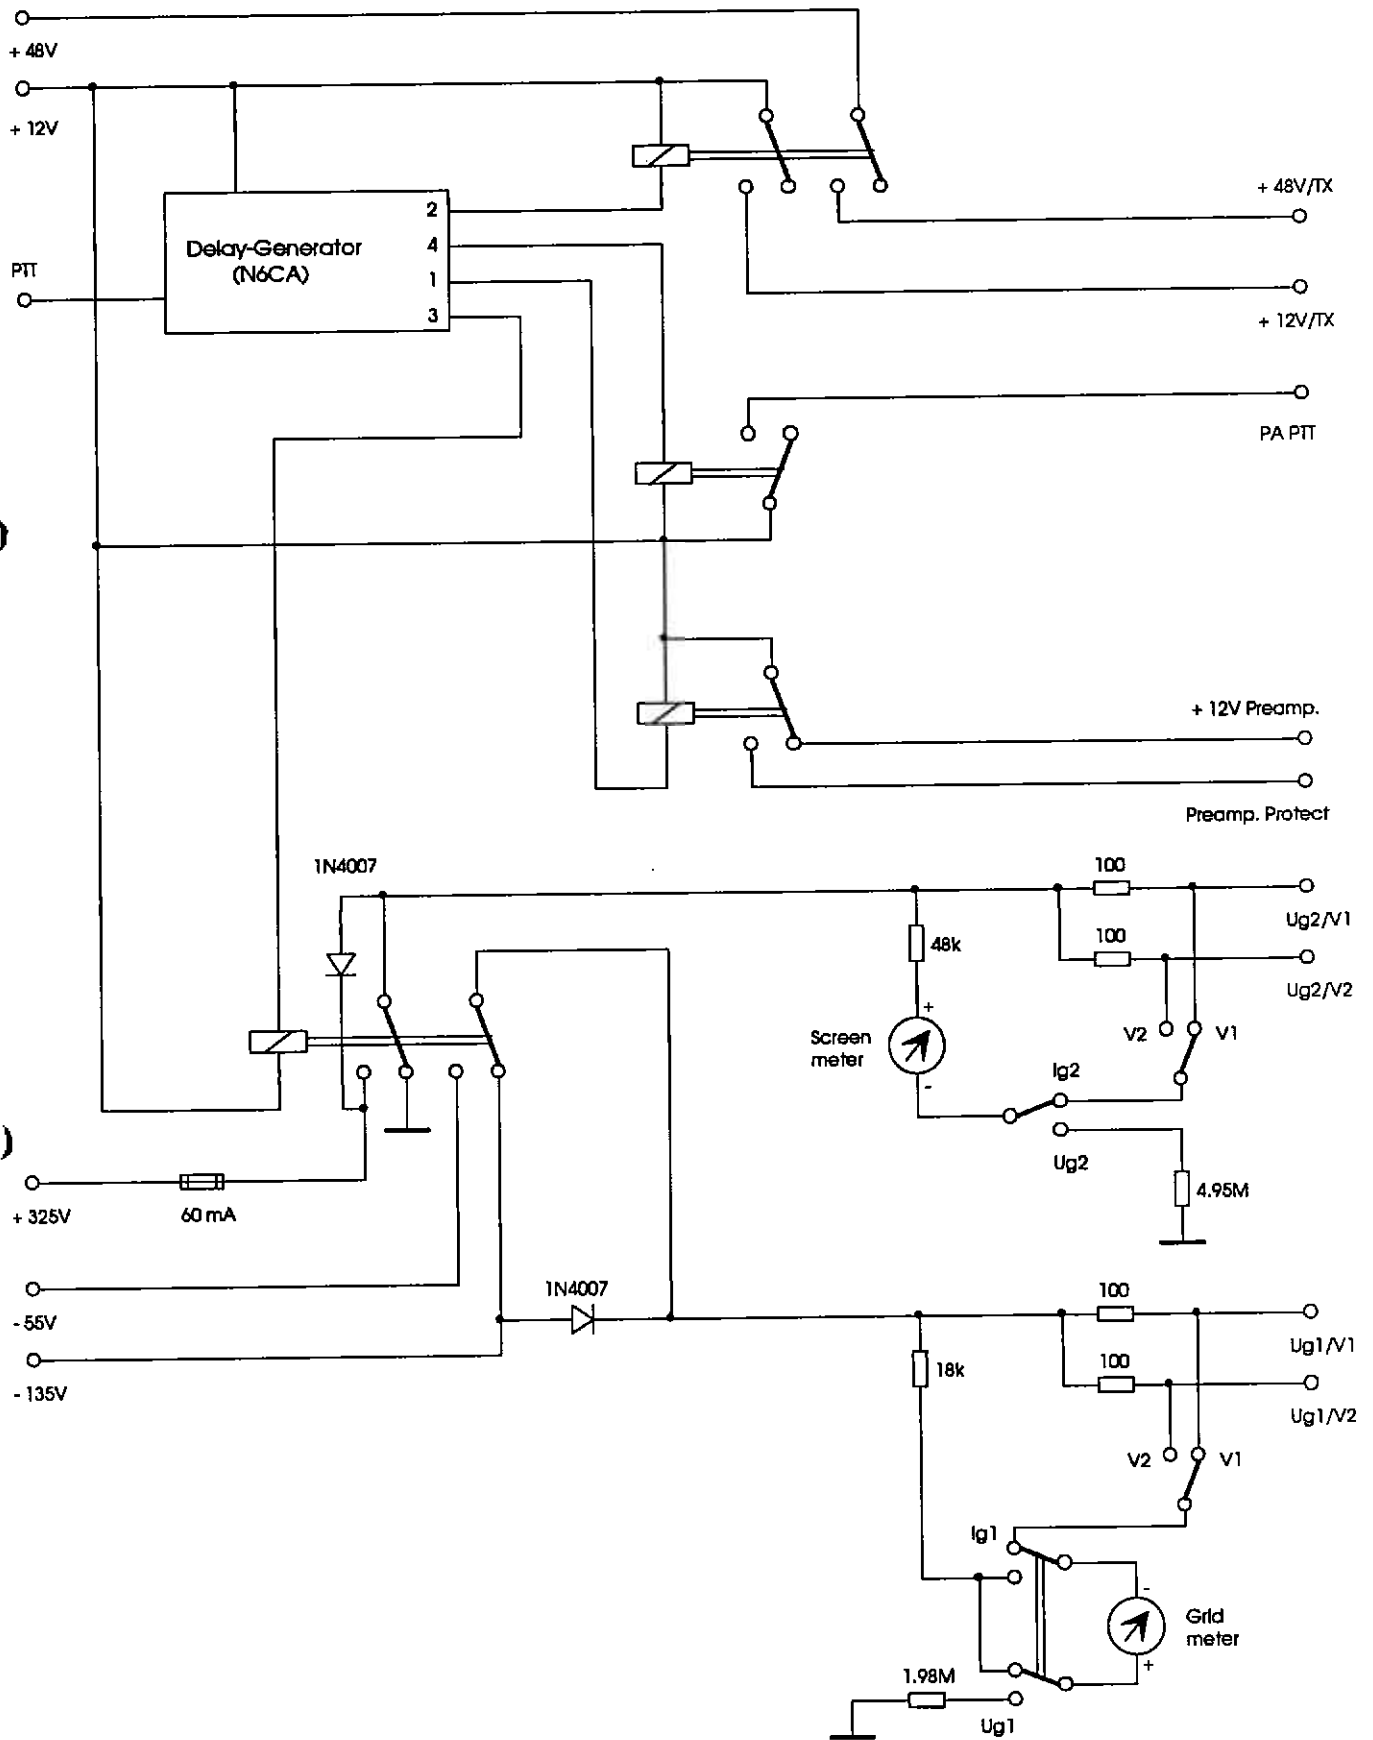 + 48V
+ 12V
+ 48V/TX
2
Delay-Generator
(N6CA)
4
PTT
1
3
+ 12V/TX
PA PTT
)
+ 12V Preamp.
Preamp. Protect
1N4007
100
Ug2/V1
48k
100
Ug2/V2
+
V2
V1
Screen
meter
-
Ig2
)
Ug2
4.95M
+ 325V
60 mA
1N4007
100
- 55V
Ug1/V1
18k
100
- 135V
Ug1/V2
V2
V1
Ig1
-
Grid
meter
+
1.98M
Ug1